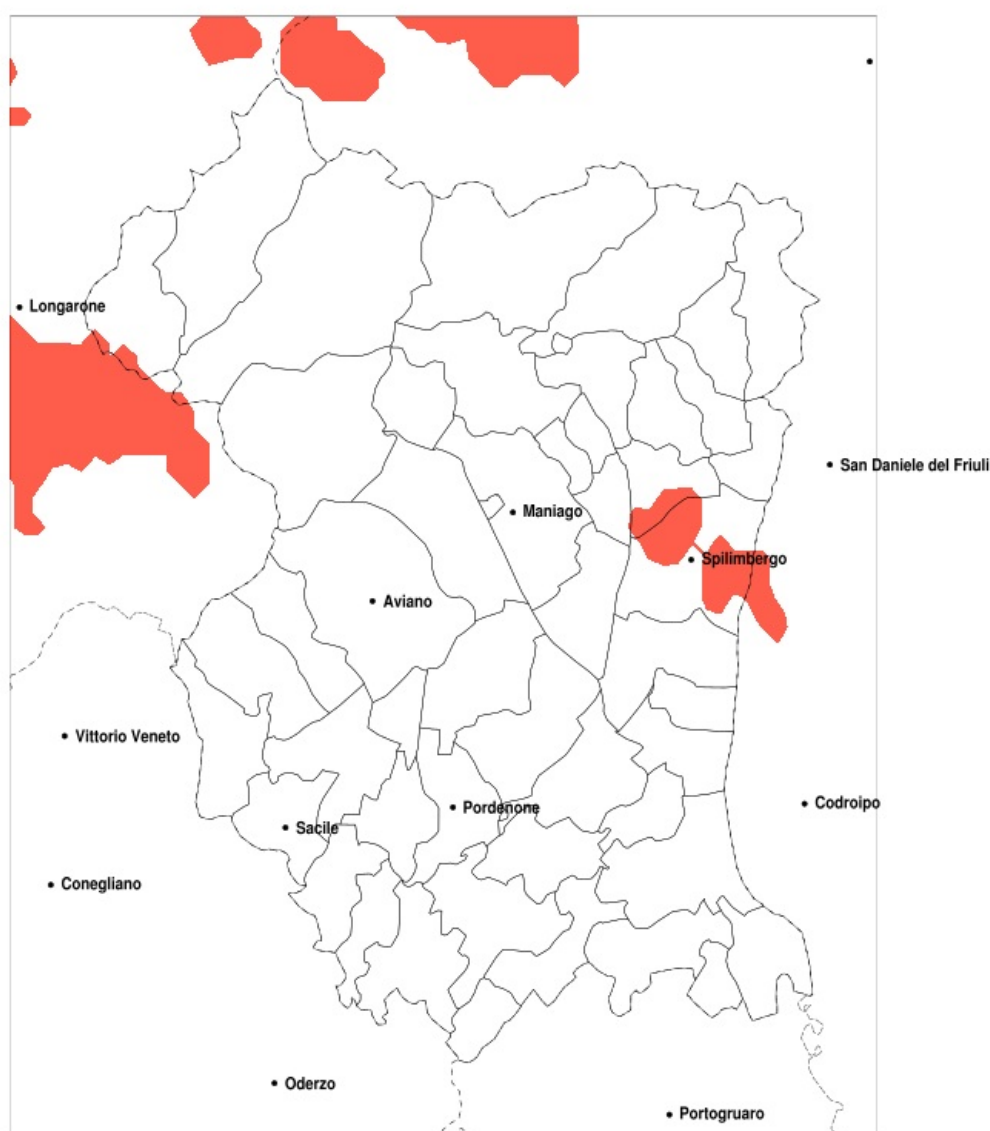 Longarone
San Daniele del Friuli
Maniago
Spilimbergo
Aviano
Vittorio Veneto
Codroipo
Pordenone
Sacile
Conegliano
Oderzo
Portogruaro